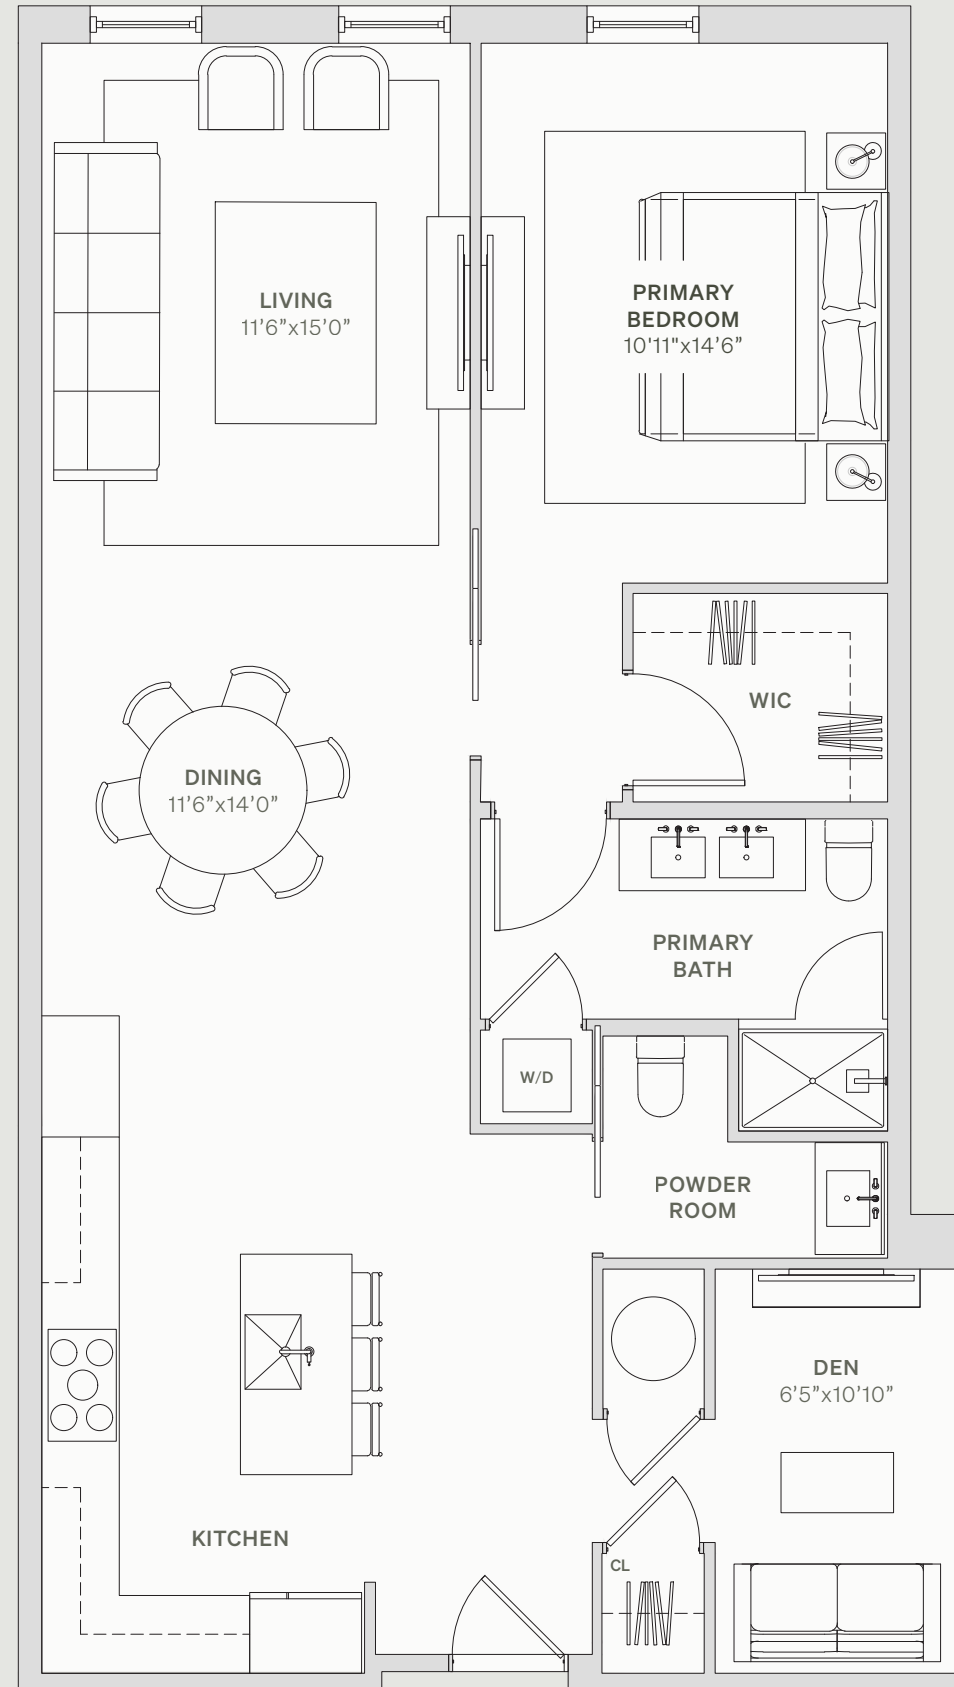 LIVING
11’6”x15’0”
PRIMARY
BEDROOM
10'11"x14’6”
WIC
DINING
11’6”x14’0”
PRIMARY
BATH
W/D
POWDER
ROOM
DEN
6’5”x10’10”
KITCHEN
CL